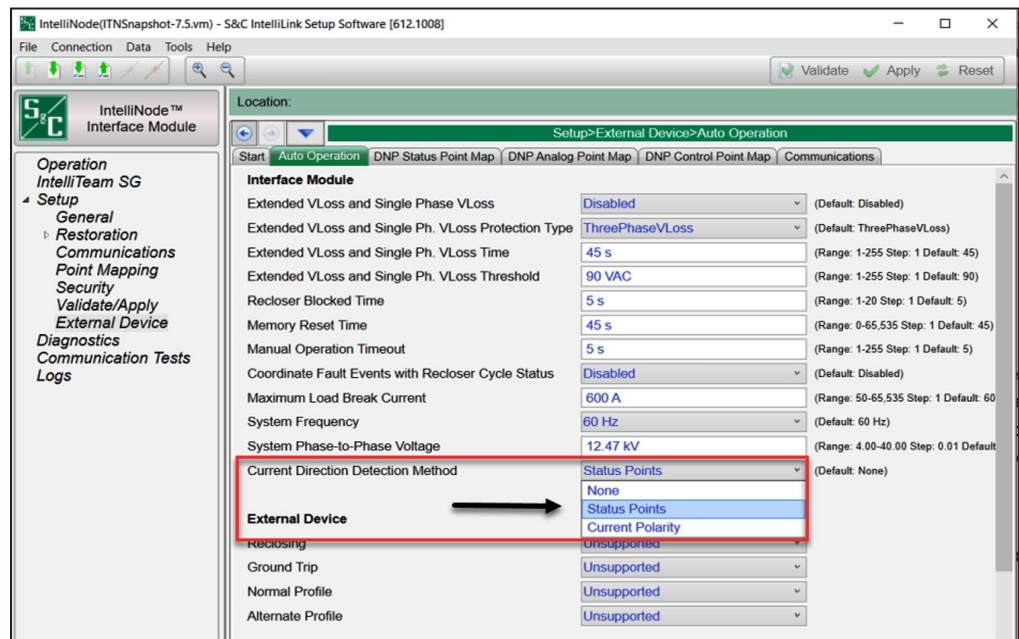 IntelliNode(ITNSnapshot-7.5.vm) - S&C IntelliLink Setup Software [612.1008]
File Connection Data Tools Help
Validate Apply Reset
S&C
IntelliNode™
Interface Module
Location:
Setup>External Device>Auto Operation
Start Auto Operation DNP Status Point Map DNP Analog Point Map DNP Control Point Map Communications
Operation
IntelliTeam SG
Setup
General
Restoration
Communications
Point Mapping
Security
Validate/Apply
External Device
Diagnostics
Communication Tests
Logs
Interface Module
Extended VLoss and Single Phase VLoss Disabled (Default: Disabled)
Extended VLoss and Single Ph. VLoss Protection Type ThreePhaseVLoss (Default: ThreePhaseVLoss)
Extended VLoss and Single Ph. VLoss Time 45 s (Range: 1-255 Step: 1 Default: 45)
Extended VLoss and Single Ph. VLoss Threshold 90 VAC (Range: 1-255 Step: 1 Default: 90)
Recloser Blocked Time 5 s (Range: 1-20 Step: 1 Default: 5)
Memory Reset Time 45 s (Range: 0-65,535 Step: 1 Default: 45)
Manual Operation Timeout 5 s (Range: 1-255 Step: 1 Default: 5)
Coordinate Fault Events with Recloser Cycle Status Disabled (Default: Disabled)
Maximum Load Break Current 600 A (Range: 50-65,535 Step: 1 Default: 60
System Frequency 60 Hz (Default: 60 Hz)
System Phase-to-Phase Voltage 12.47 kV (Range: 4.00-40.00 Step: 0.01 Default
Current Direction Detection Method Status Points (Default: None)
None
Status Points
Current Polarity
External Device
Reclosing Unsupported
Ground Trip Unsupported
Normal Profile Unsupported
Alternate Profile Unsupported